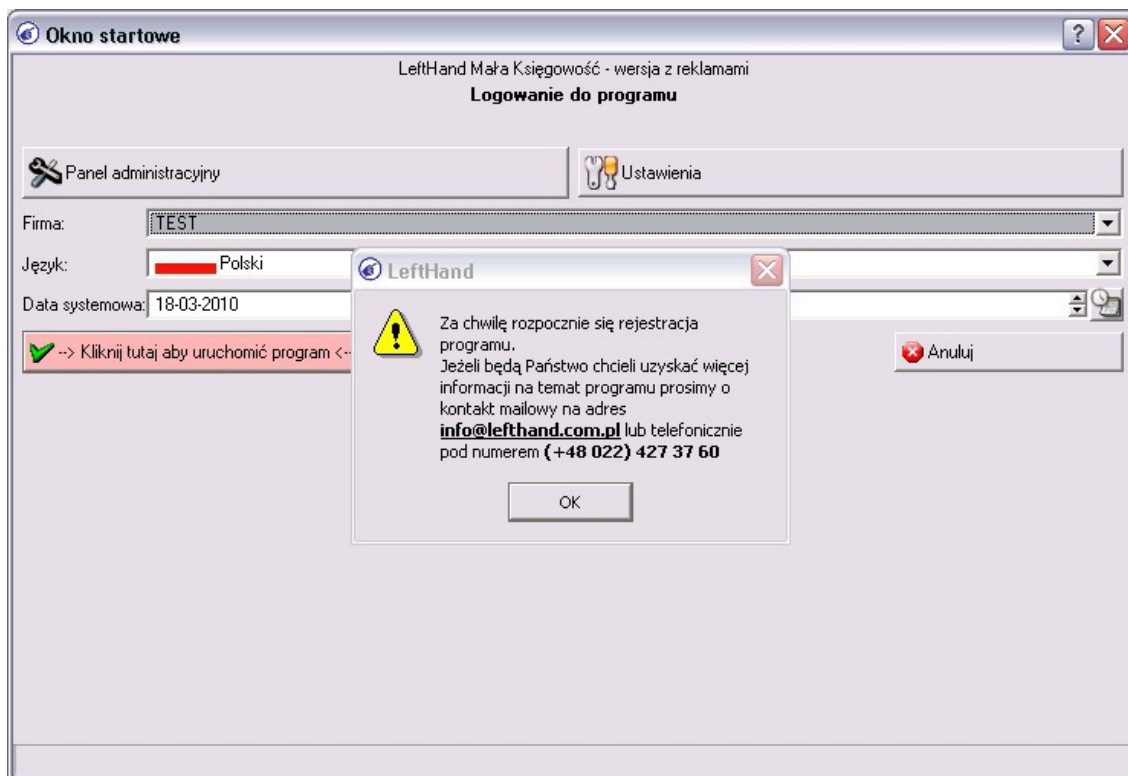 Okno startowe
LeftHand Mała Księgowość - wersja z reklamami
Logowanie do programu
Panel administracyjny
Ustawienia
Firma:
TEST
Język:
Polski
Data systemowa:
18-03-2010
--> Kliknij tutaj aby uruchomić program <--
Anuluj
LeftHand
Za chwilę rozpocznie się rejestracja
programu.
Jeżeli będą Państwo chcieli uzyskać więcej
informacji na temat programu prosimy o
kontakt mailowy na adres
info@lefthand.com.pl lub telefonicznie
pod numerem (+48 022) 427 37 60
OK